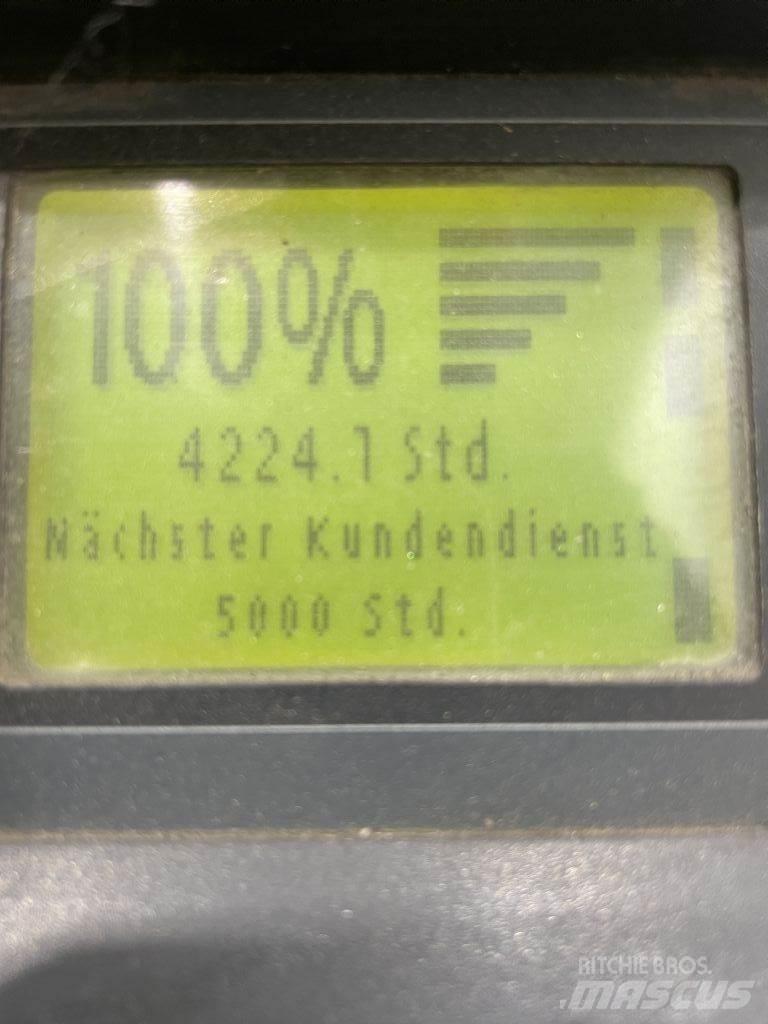 100%
4224.1 Std.
Nächster Kundendienst
5000 Std.
RITCHIE BROS.
MASCUS